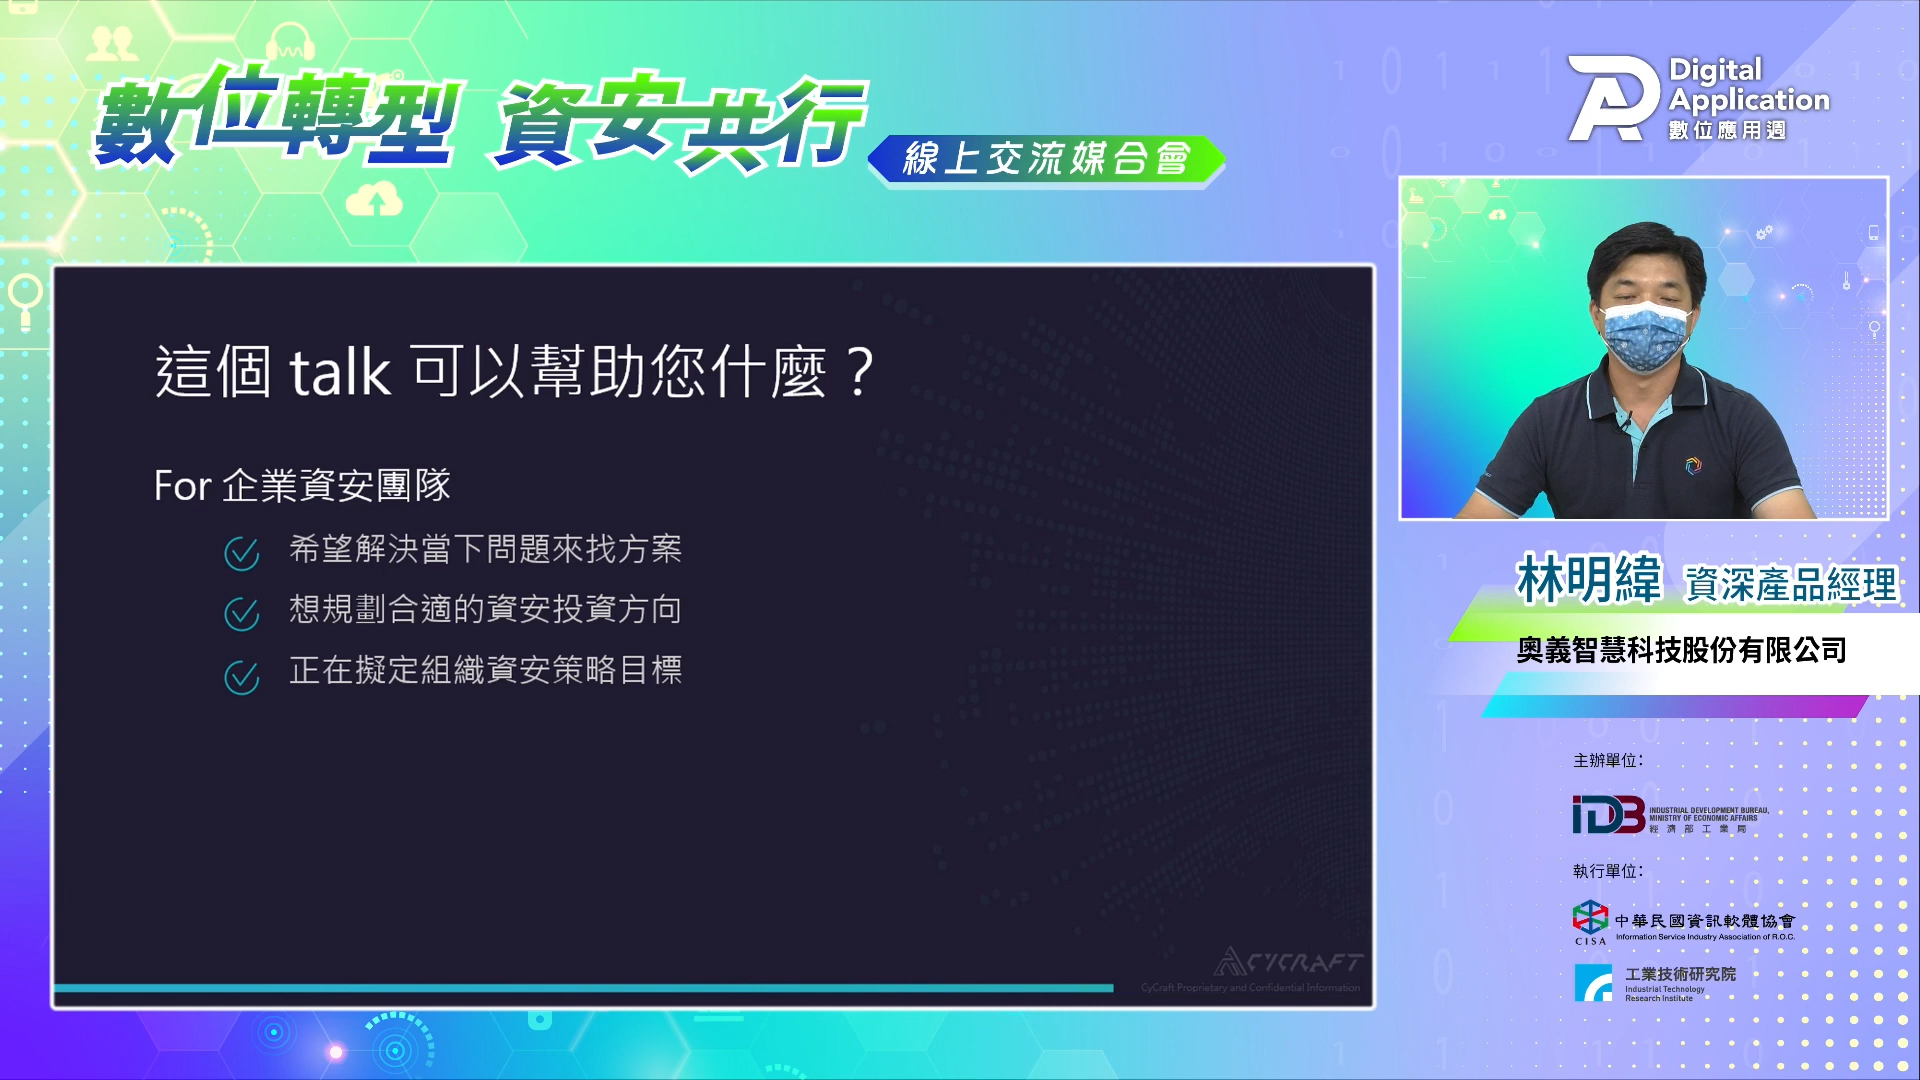 數位轉型 資安共行
線上交流媒合會
Digital
Application
數位應用週
這個 talk 可以幫助您什麼？
For 企業資安團隊
希望解決當下問題來找方案
想規劃合適的資安投資方向
正在擬定組織資安策略目標
CYCRAFT
CyCraft Proprietary and Confidential Information
林明緯 資深產品經理
奧義智慧科技股份有限公司
主辦單位：
IDB
INDUSTRIAL DEVELOPMENT BUREAU,
MINISTRY OF ECONOMIC AFFAIRS
經濟部工業局
執行單位：
CISA
中華民國資訊軟體協會
Information Service Industry Association of R.O.C.
工業技術研究院
Industrial Technology
Research Institute